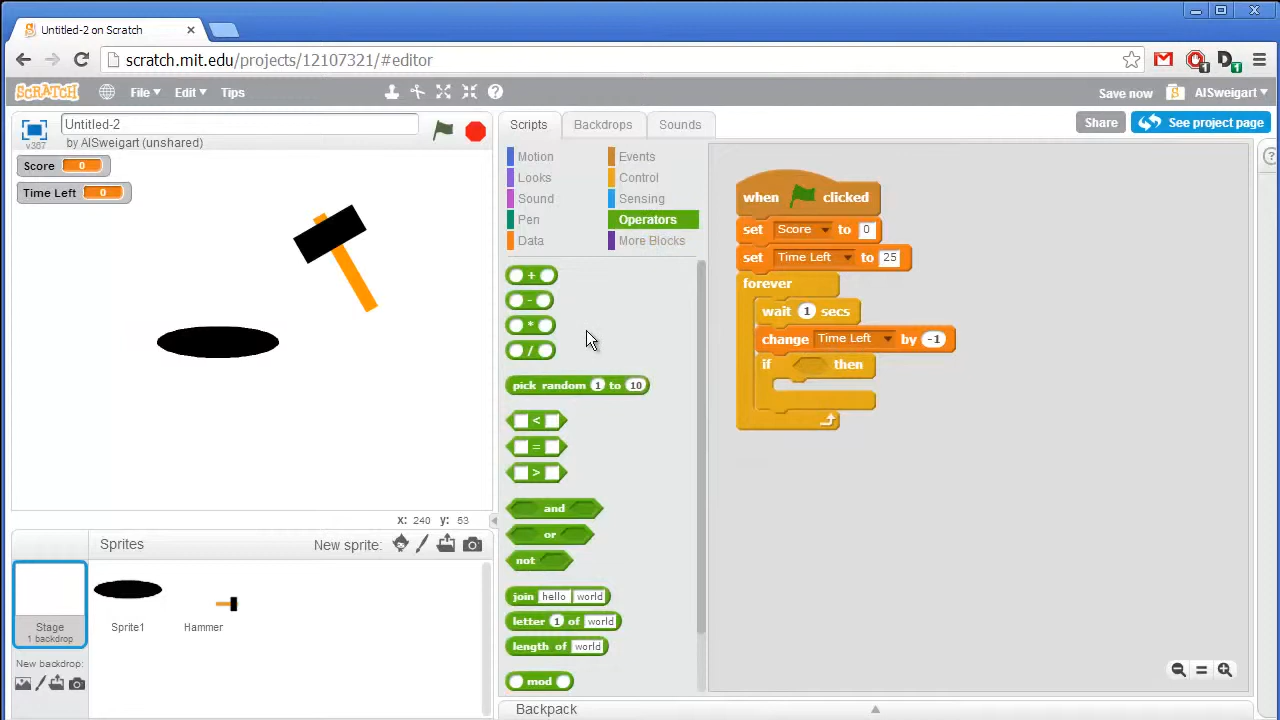 Untitled-2 on Scratch
scratch.mit.edu/projects/12107321/#editor
1
D 1
SCRATCH
File
Edit
Tips
Save now
AlSweigart
v387
Untitled-2
by AlSweigart (unshared)
Scripts
Backdrops
Sounds
Share
See project page
Score 0
Time Left 0
Motion
Events
Looks
Control
Sound
Sensing
Pen
Operators
Data
More Blocks
+
-
*
/
pick random 1 to 10
<
=
>
and
or
not
join hello world
letter 1 of world
length of world
mod
when clicked
set Score to 0
set Time Left to 25
forever
wait 1 secs
change Time Left by -1
if then
x: 240 y: 53
Sprites
New sprite:
Stage
1 backdrop
New backdrop:
Sprite1
Hammer
Backpack
?